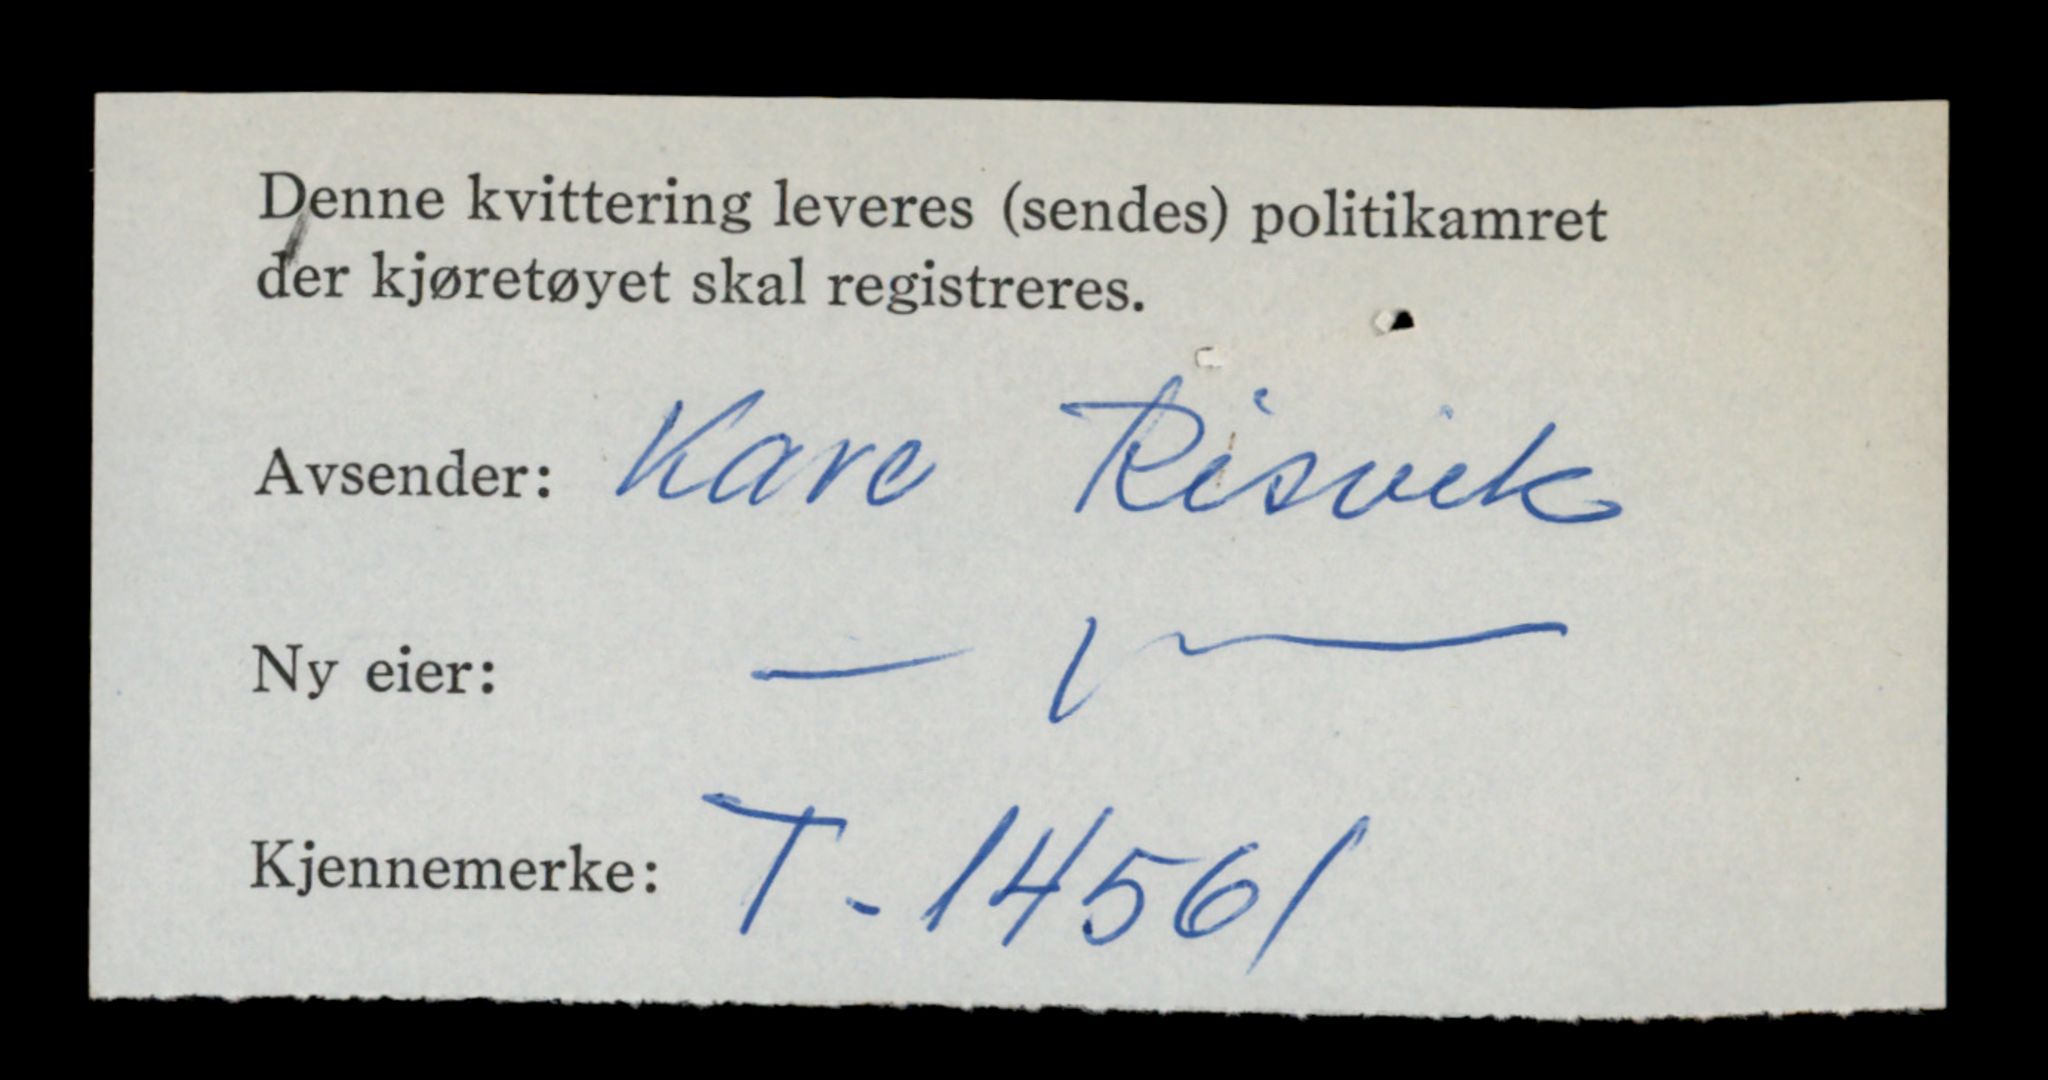 Denne kvittering leveres (sendes) politikamret
der kjøretøyet skal registreres.
Avsender: Kare Risvik
Ny eier: — " —
Kjennemerke: T-14561